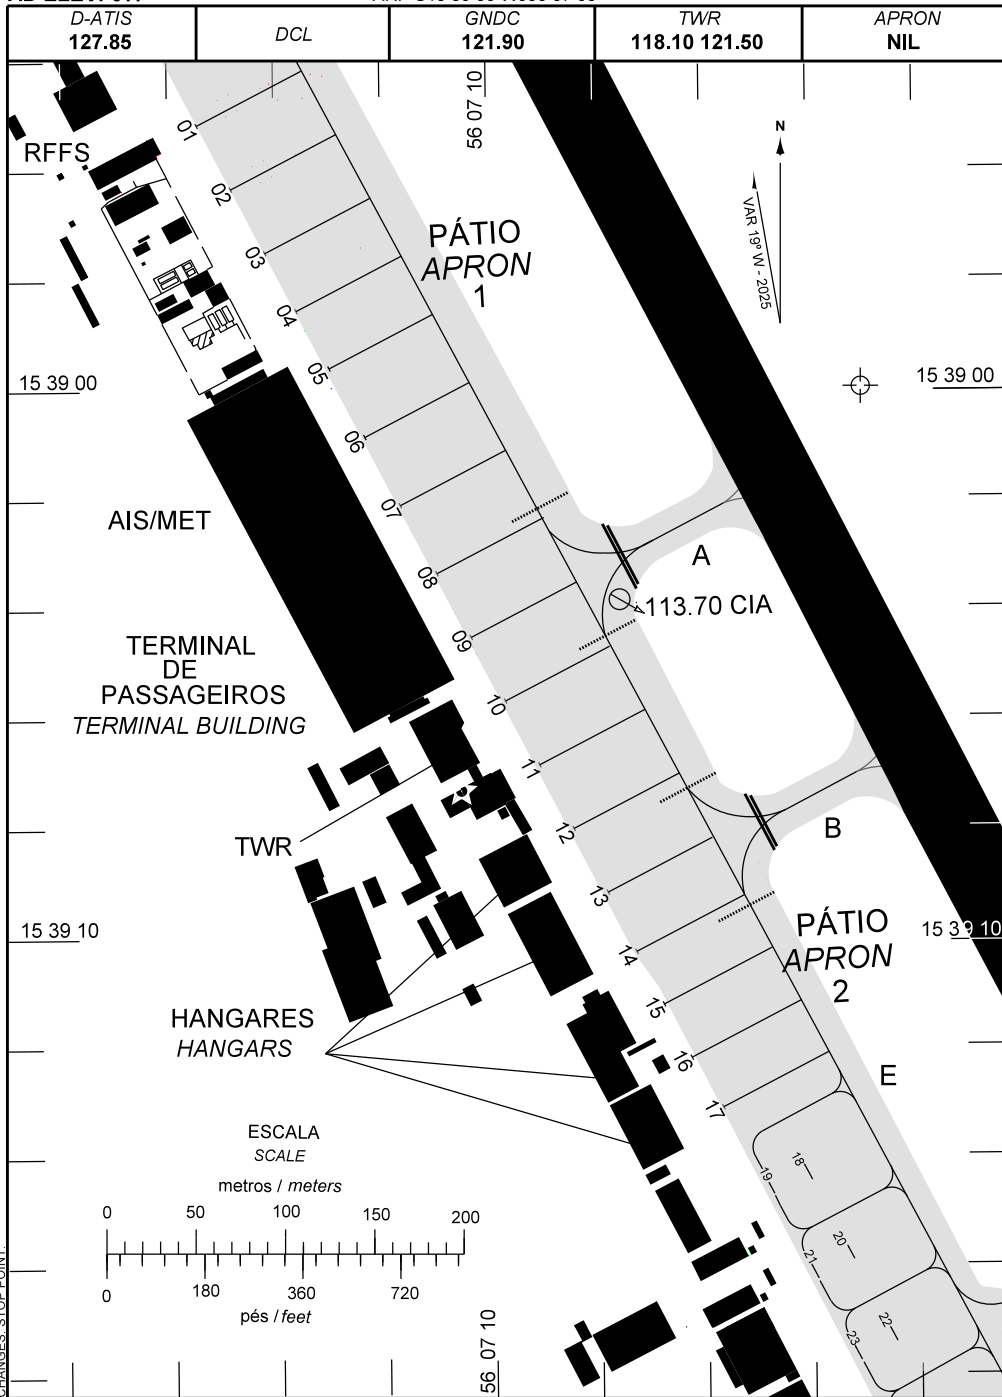 D-ATIS
127.85
DCL
GNDC
121.90
TWR
118.10 121.50
APRON
NIL
56 07 10
N
VAR 19º W - 2025
RFFS
01
02
03
04
05
06
07
08
09
10
11
12
13
14
15
16
17
18
19
20
21
22
23
PÁTIO
APRON
1
15 39 00
15 39 00
AIS/MET
A
113.70 CIA
TERMINAL
DE
PASSAGEIROS
TERMINAL BUILDING
TWR
B
15 39 10
15 39 10
PÁTIO
APRON
2
HANGARES
HANGARS
E
ESCALA
SCALE
metros / meters
0 50 100 150 200
0 180 360 720
pés / feet
56 07 10
CHANGES: STOP POINT.